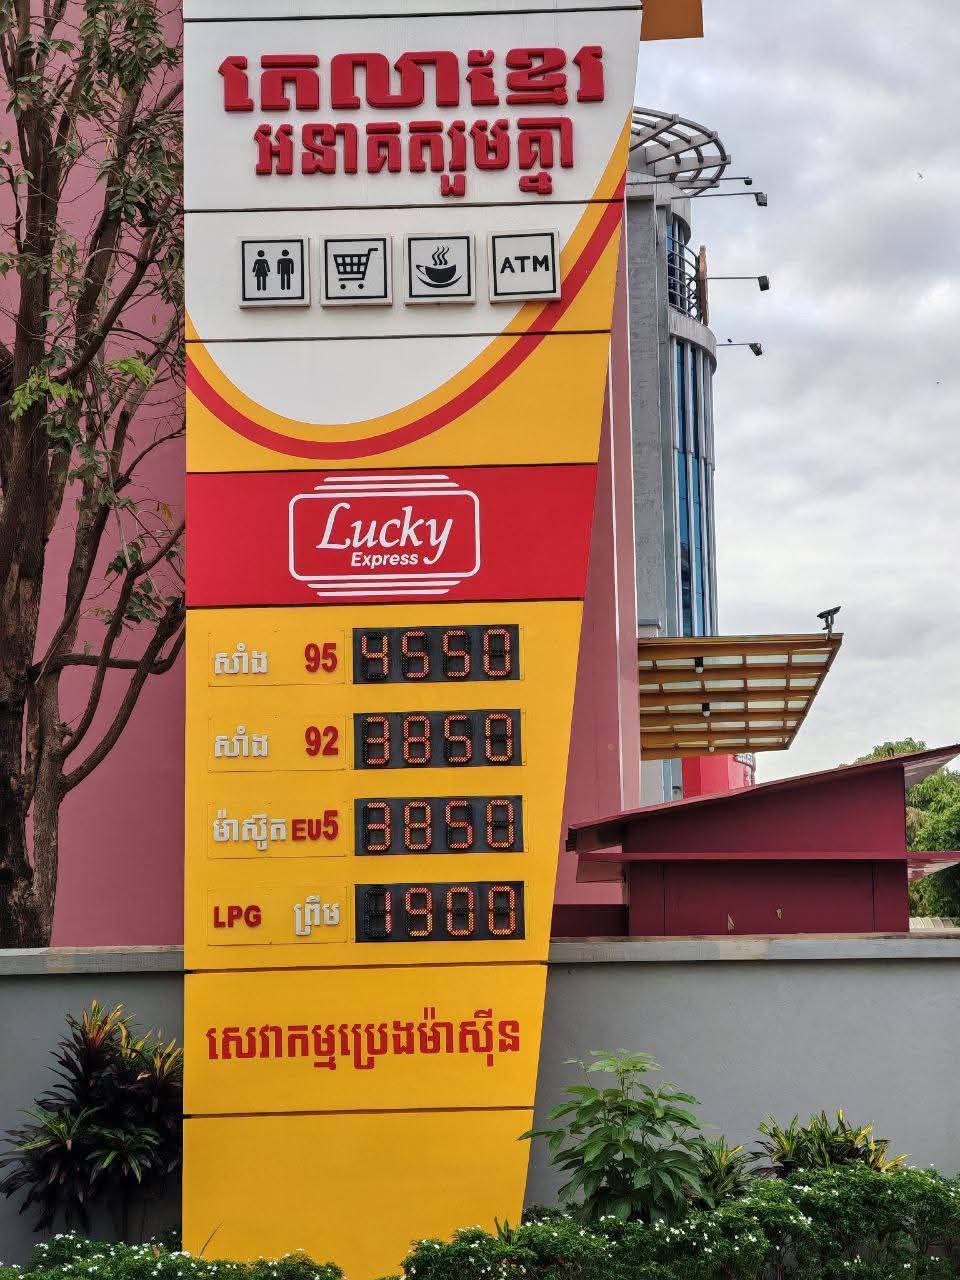 តេលាខ្មែរ
អនាគតរួមគ្នា
ATM
Lucky
Express
សាំង 95 4550
សាំង 92 3850
ម៉ាស៊ូត EU5 3850
LPG ព្រីម 1900
សេវាកម្មប្រេងម៉ាស៊ីន